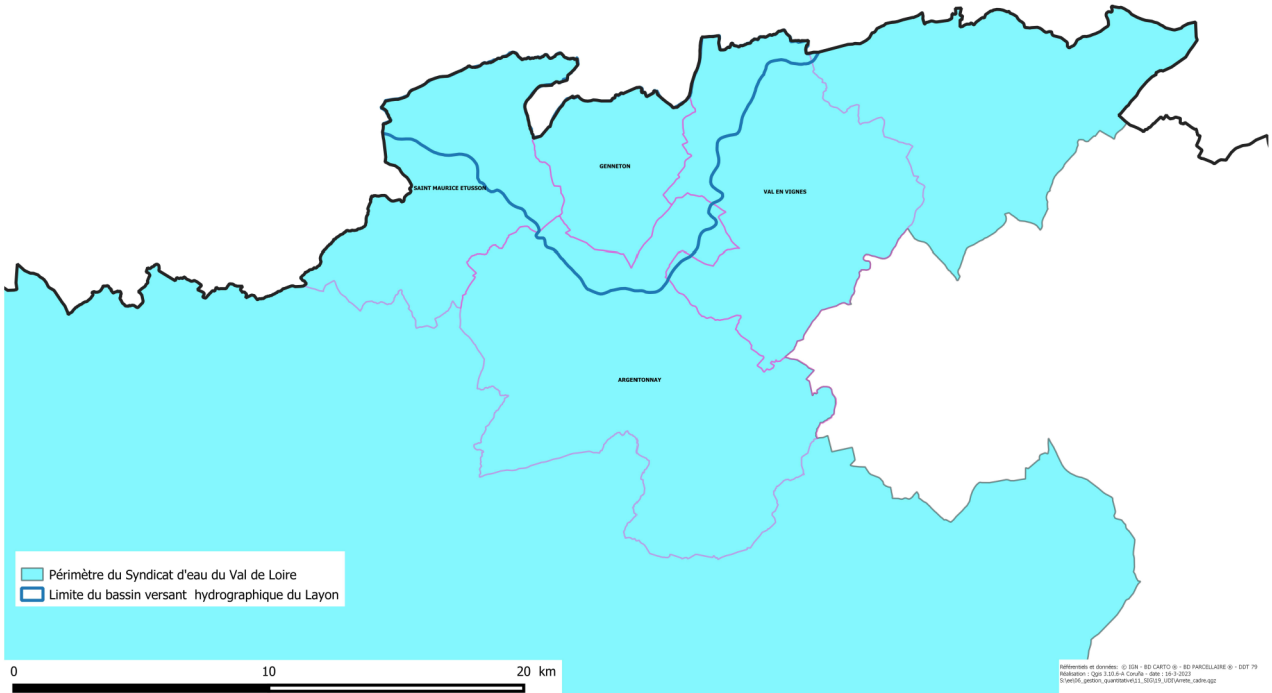 GENNETON
SAINT MAURICE ETUSSON
VAL EN VIGNES
ARGENTONNAY
Périmètre du Syndicat d'eau du Val de Loire
Limite du bassin versant hydrographique du Layon
0 10 20 km
Référentiels et données: © IGN - BD CARTO ® - BD PARCELLAIRE ® - DDT 79
Réalisation : Qgis 3.10.6-A Coruña - date : 16-3-2023